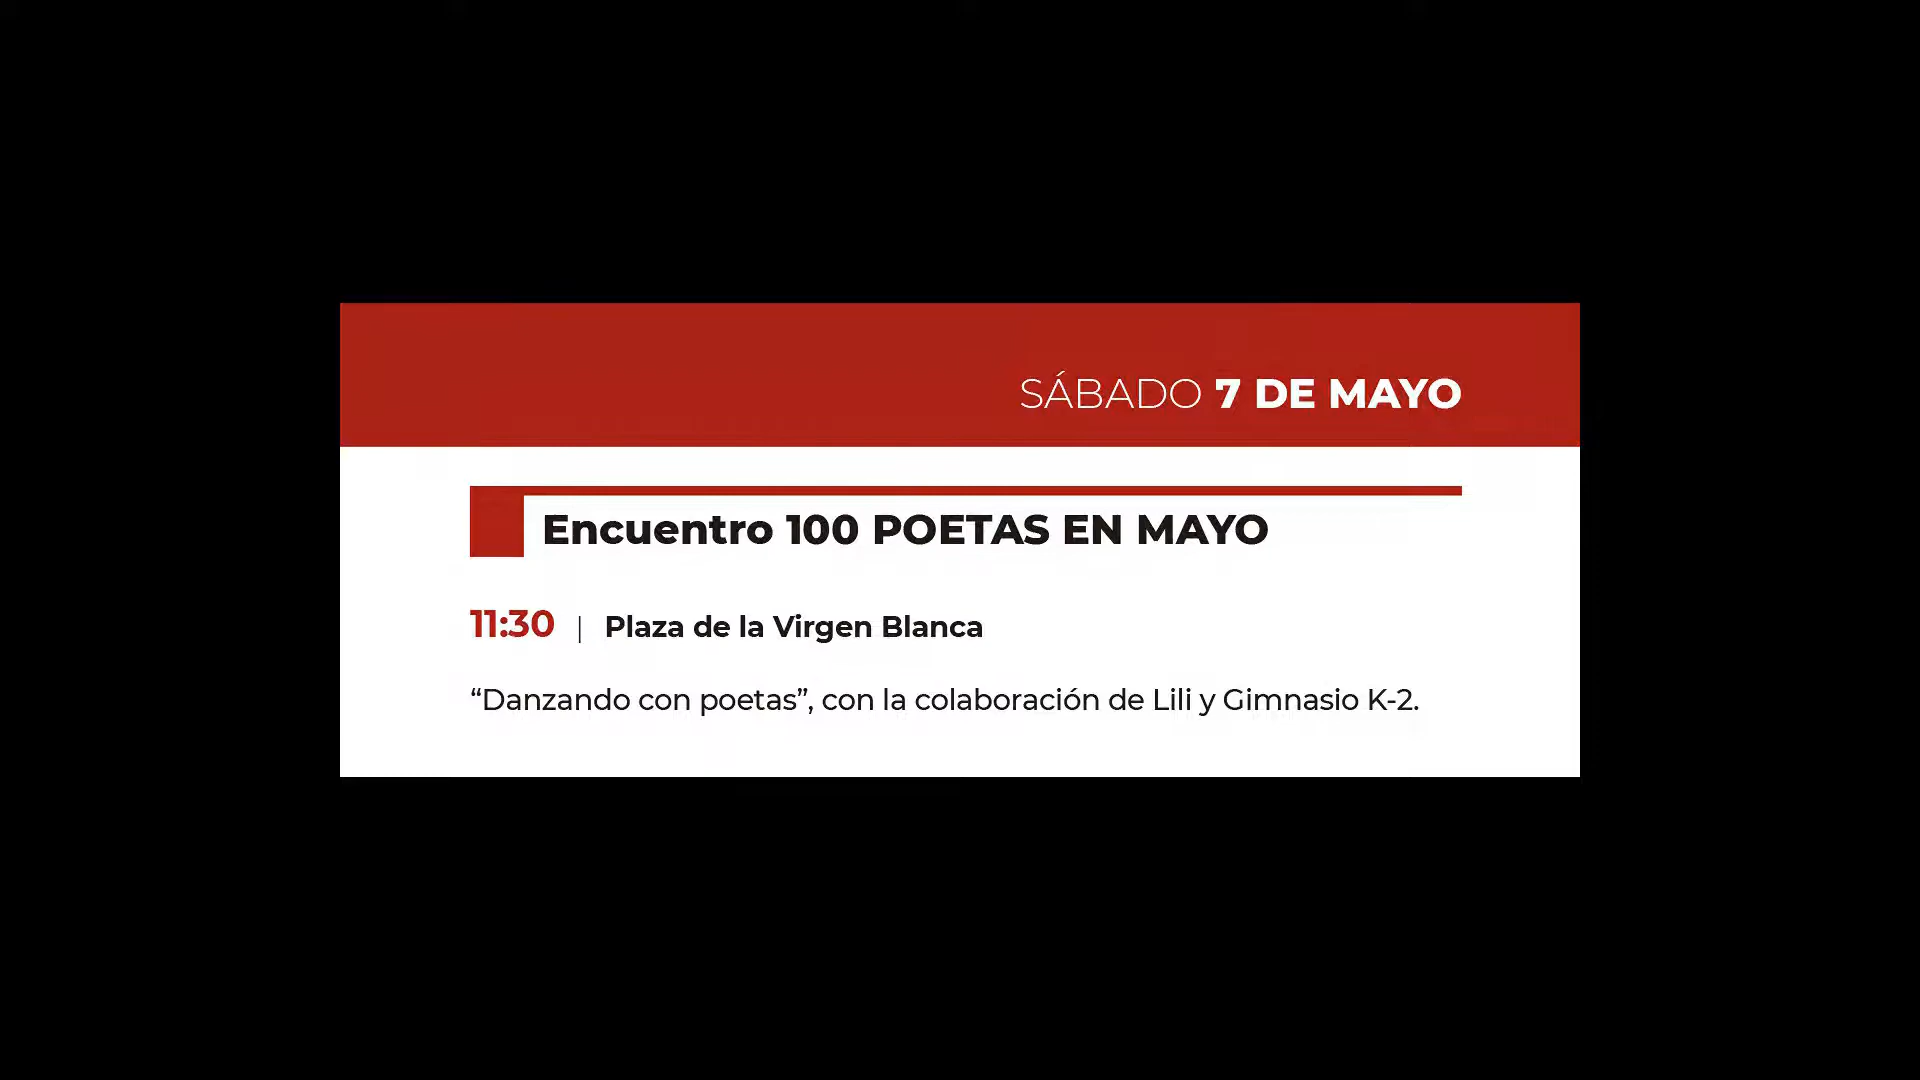 SÁBADO 7 DE MAYO
Encuentro 100 POETAS EN MAYO
11:30 | Plaza de la Virgen Blanca
“Danzando con poetas”, con la colaboración de Lili y Gimnasio K-2.